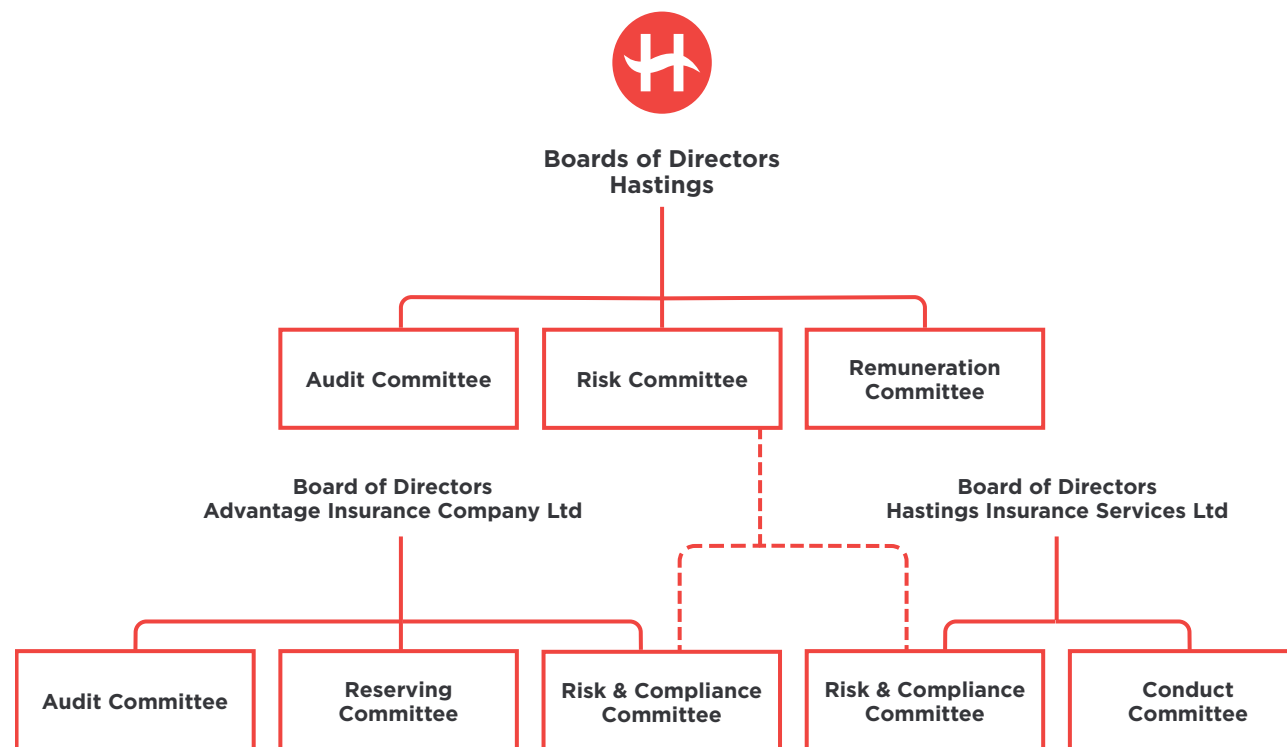 Boards of Directors
Hastings
Audit Committee
Risk Committee
Remuneration
Committee
Board of Directors
Advantage Insurance Company Ltd
Board of Directors
Hastings Insurance Services Ltd
Audit Committee
Reserving
Committee
Risk & Compliance
Committee
Risk & Compliance
Committee
Conduct
Committee